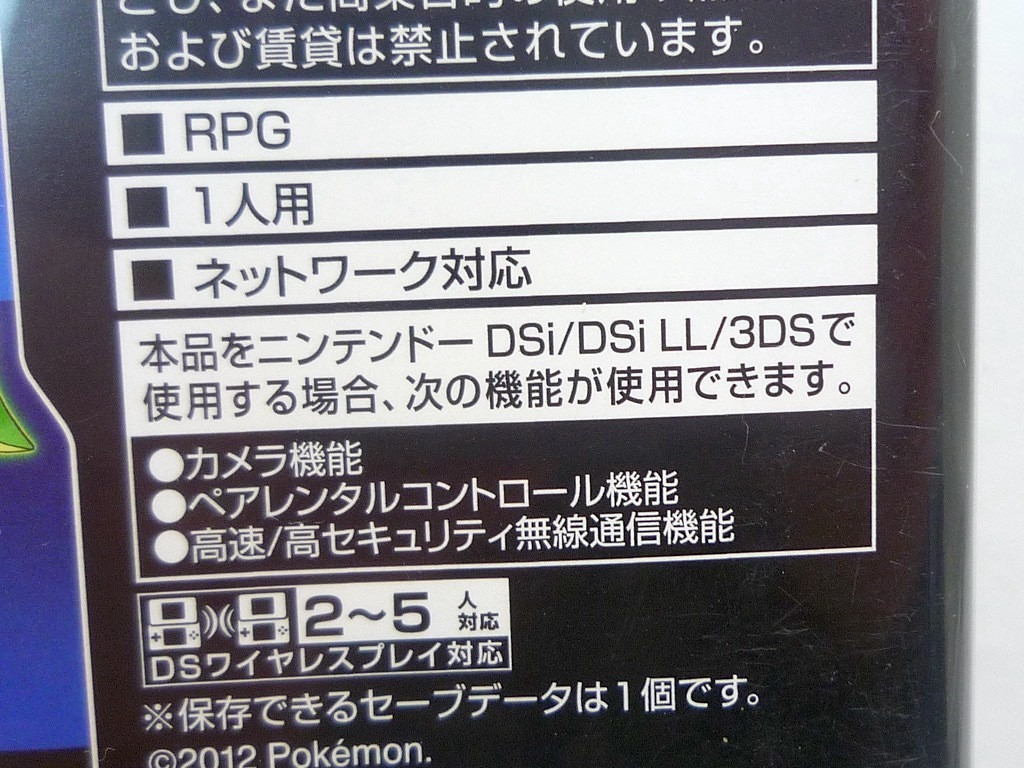 および賃貸は禁止されています。
■ RPG
■ 1人用
■ ネットワーク対応
本品をニンテンドー DSi/DSi LL/3DSで
使用する場合、次の機能が使用できます。
●カメラ機能
●ペアレンタルコントロール機能
●高速/高セキュリティ無線通信機能
2～5 人対応
DSワイヤレスプレイ対応
※保存できるセーブデータは1個です。
©2012 Pokémon.